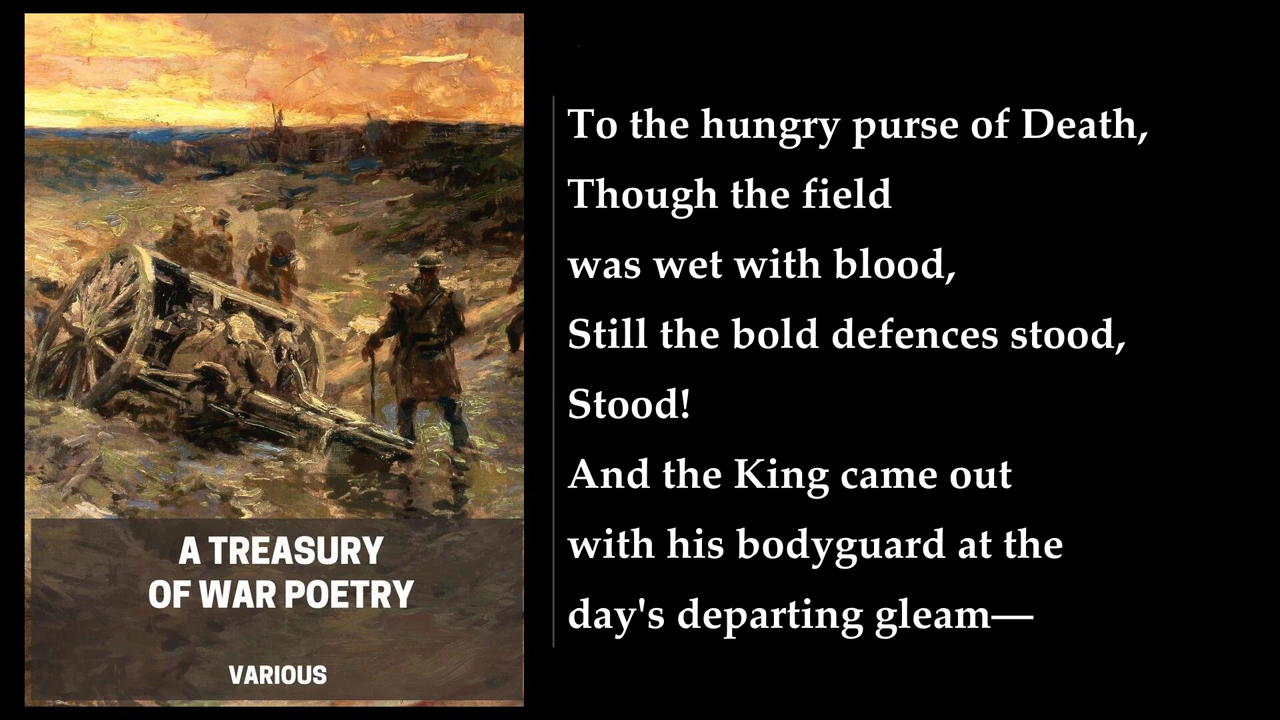 A TREASURY
OF WAR POETRY
VARIOUS
To the hungry purse of Death,
Though the field
was wet with blood,
Still the bold defences stood,
Stood!
And the King came out
with his bodyguard at the
day's departing gleam—